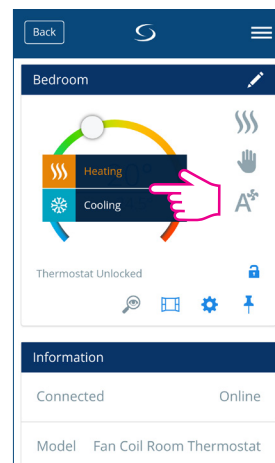 Back
Bedroom
Heating
Cooling
A
Thermostat Unlocked
Information
Connected Online
Model Fan Coil Room Thermostat